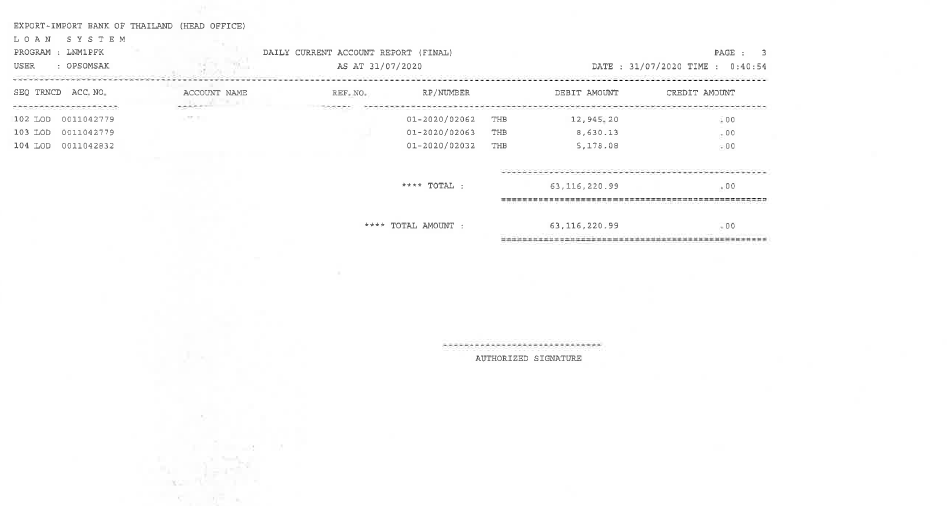 EXPORT-IMPORT BANK OF THAILAND (HEAD OFFICE)
L O A N   S Y S T E M
PROGRAM : LNM1PFK   DAILY CURRENT ACCOUNT REPORT (FINAL)   PAGE : 3
USER : OPSOMSAK   AS AT 31/07/2020   DATE : 31/07/2020 TIME : 0:40:54
SEQ TRNCD ACC.NO.   ACCOUNT NAME   REF.NO.   RP/NUMBER   DEBIT AMOUNT   CREDIT AMOUNT
102 LOD 0011042779   01-2020/02062 THB   12,945.20   .00
103 LOD 0011042779   01-2020/02063 THB   8,630.13   .00
104 LOD 0011042832   01-2020/02032 THB   5,178.08   .00
**** TOTAL :   63,116,220.99   .00
**** TOTAL AMOUNT :   63,116,220.99   .00
AUTHORIZED SIGNATURE